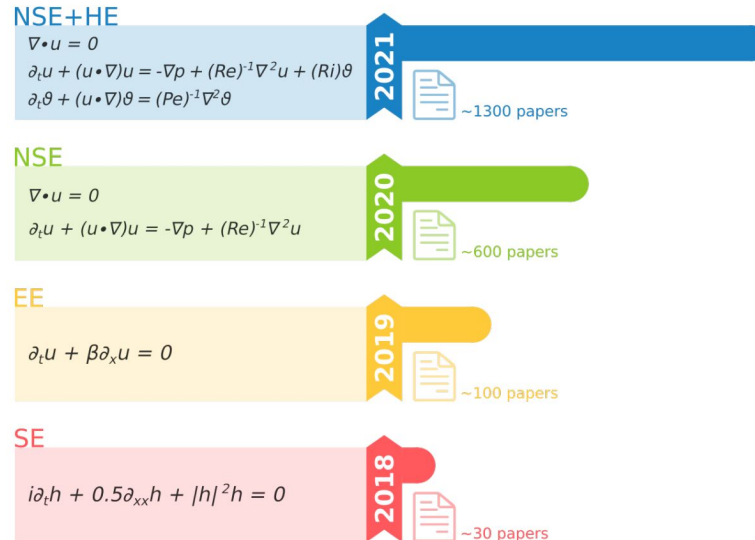 NSE+HE
∇•u = 0
∂ₜu + (u•∇)u = -∇p + (Re)⁻¹∇²u + (Ri)ϑ
∂ₜϑ + (u•∇)ϑ = (Pe)⁻¹∇²ϑ
2021
~1300 papers
NSE
∇•u = 0
∂ₜu + (u•∇)u = -∇p + (Re)⁻¹∇²u
2020
~600 papers
EE
∂ₜu + β∂ₓu = 0
2019
~100 papers
SE
i∂ₜh + 0.5∂ₓₓh + |h|²h = 0
2018
~30 papers